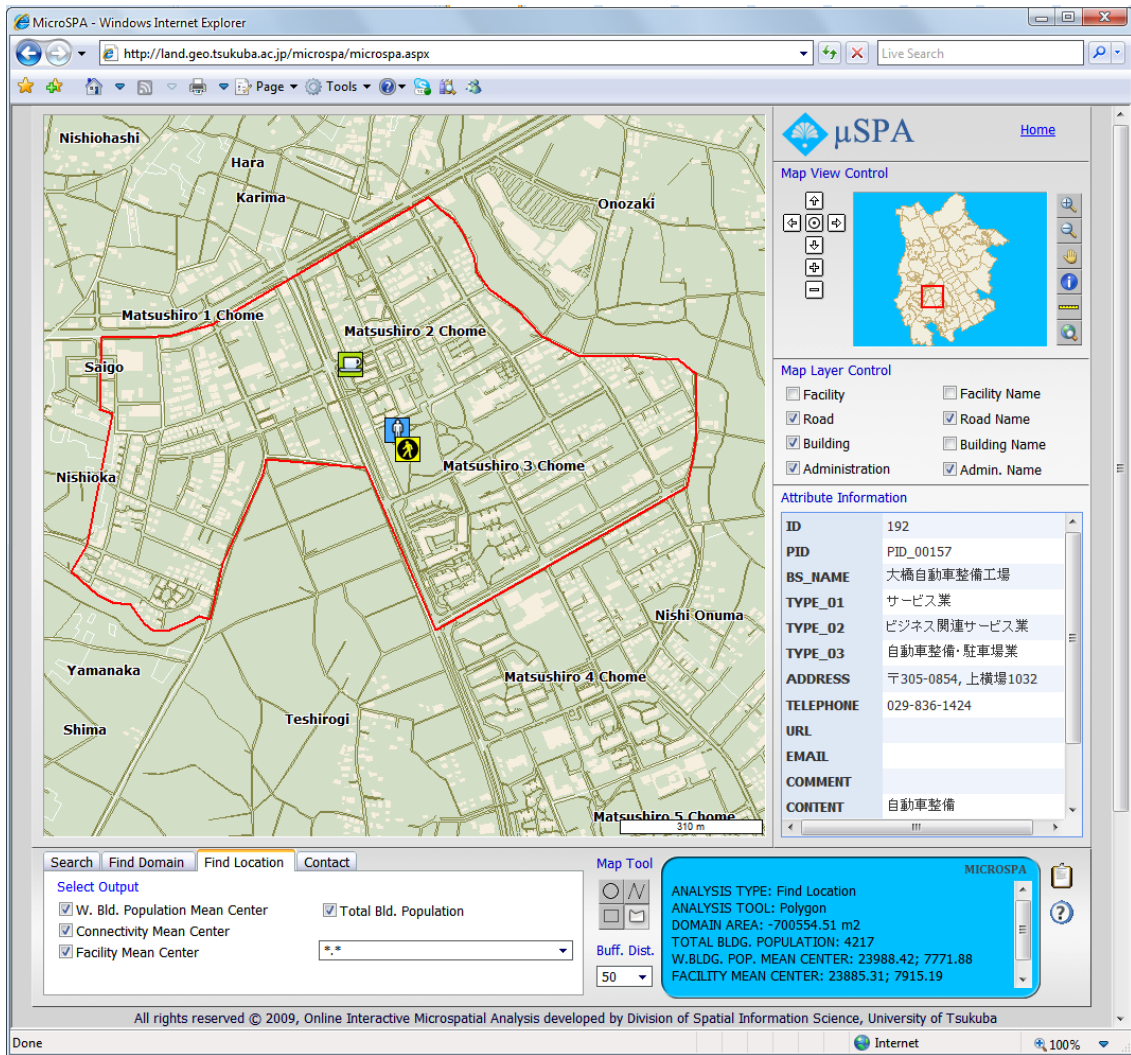 MicroSPA - Windows Internet Explorer
http://land.geo.tsukuba.ac.jp/microspa/microspa.aspx
Live Search
Page
Tools
Nishiohashi
Hara
Karima
Onozaki
Matsushiro 1 Chome
Matsushiro 2 Chome
Saigo
Matsushiro 3 Chome
Nishioka
Nishi Onuma
Yamanaka
Matsushiro 4 Chome
Teshirogi
Shima
Matsushiro 5 Chome
310 m
µSPA
Home
Map View Control
Map Layer Control
Facility
Facility Name
Road
Road Name
Building
Building Name
Administration
Admin. Name
Attribute Information
ID 192
PID PID_00157
BS_NAME 大橋自動車整備工場
TYPE_01 サービス業
TYPE_02 ビジネス関連サービス業
TYPE_03 自動車整備・駐車場業
ADDRESS 〒305-0854, 上横場1032
TELEPHONE 029-836-1424
URL
EMAIL
COMMENT
CONTENT 自動車整備
Search Find Domain Find Location Contact
Select Output
W. Bld. Population Mean Center
Total Bld. Population
Connectivity Mean Center
Facility Mean Center
*.*
Map Tool
Buff. Dist.
50
MICROSPA
ANALYSIS TYPE: Find Location
ANALYSIS TOOL: Polygon
DOMAIN AREA: -700554.51 m2
TOTAL BLDG. POPULATION: 4217
W.BLDG. POP. MEAN CENTER: 23988.42; 7771.88
FACILITY MEAN CENTER: 23885.31; 7915.19
All rights reserved @ 2009, Online Interactive Microspatial Analysis developed by Division of Spatial Information Science, University of Tsukuba
Done
Internet
100%